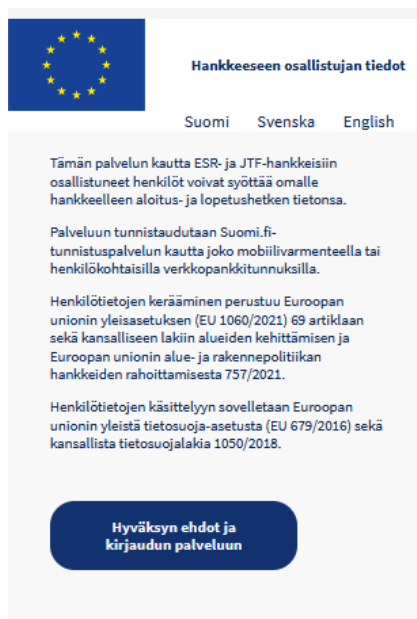 Hankkeeseen osallistujan tiedot
Suomi Svenska English
Tämän palvelun kautta ESR- ja JTF-hankkeisiin
osallistuneet henkilöt voivat syöttää omalle
hankkeelleen aloitus- ja lopetushetken tietonsa.
Palveluun tunnistaudutaan Suomi.fi-
tunnistuspalvelun kautta joko mobiilivarmenteella tai
henkilökohtaisilla verkkopankkitunnuksilla.
Henkilötietojen kerääminen perustuu Euroopan
unionin yleisasetuksen (EU 1060/2021) 69 artiklaan
sekä kansalliseen lakiin alueiden kehittämisen ja
Euroopan unionin alue- ja rakennepolitiikan
hankkeiden rahoittamisesta 757/2021.
Henkilötietojen käsittelyyn sovelletaan Euroopan
unionin yleistä tietosuoja-asetusta (EU 679/2016) sekä
kansallista tietosuojalakia 1050/2018.
Hyväksyn ehdot ja
kirjaudun palveluun